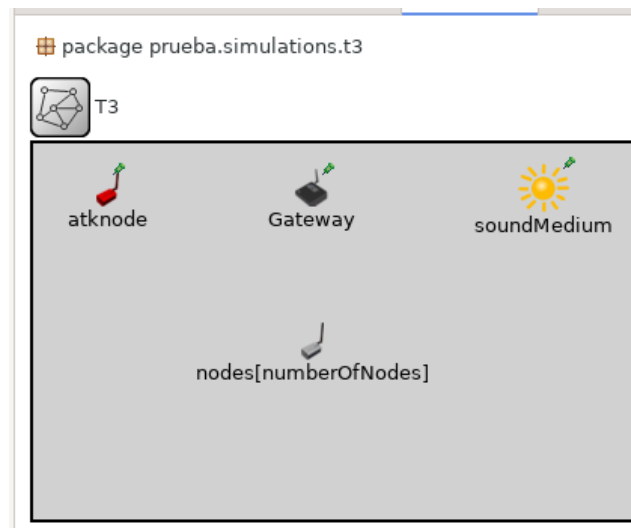 package prueba.simulations.t3
T3
atknode
Gateway
soundMedium
nodes[numberOfNodes]